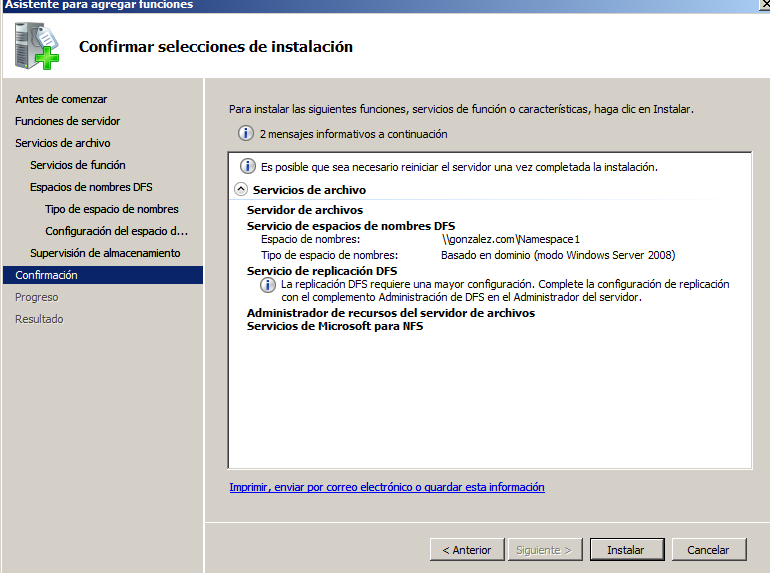 Asistente para agregar funciones
Confirmar selecciones de instalación
Antes de comenzar
Funciones de servidor
Servicios de archivo
Servicios de función
Espacios de nombres DFS
Tipo de espacio de nombres
Configuración del espacio d...
Supervisión de almacenamiento
Confirmación
Progreso
Resultado
Para instalar las siguientes funciones, servicios de función o características, haga clic en Instalar.
2 mensajes informativos a continuación
Es posible que sea necesario reiniciar el servidor una vez completada la instalación.
Servicios de archivo
Servidor de archivos
Servicio de espacios de nombres DFS
Espacio de nombres: \\gonzalez.com\Namespace1
Tipo de espacio de nombres: Basado en dominio (modo Windows Server 2008)
Servicio de replicación DFS
La replicación DFS requiere una mayor configuración. Complete la configuración de replicación
con el complemento Administración de DFS en el Administrador del servidor.
Administrador de recursos del servidor de archivos
Servicios de Microsoft para NFS
Imprimir, enviar por correo electrónico o guardar esta información
< Anterior
Siguiente >
Instalar
Cancelar